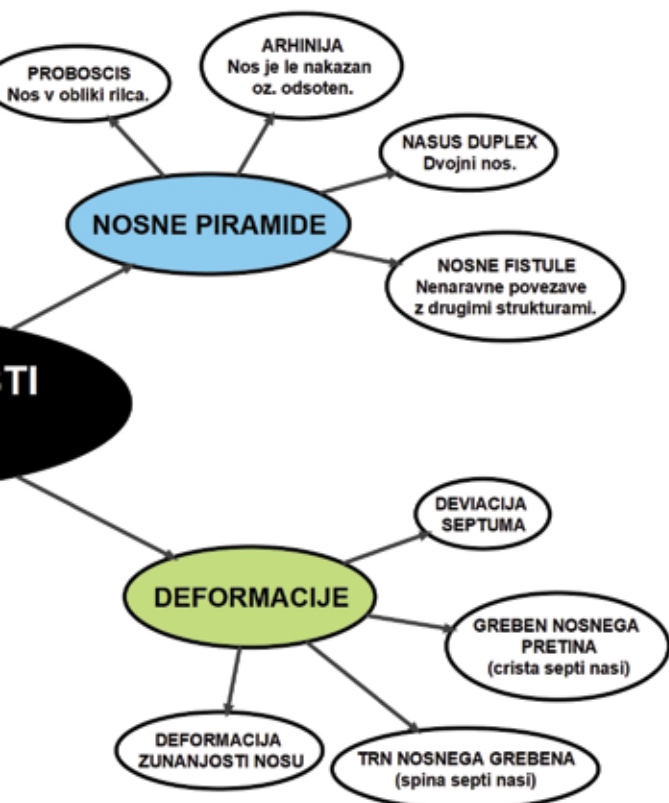 ARHINIJA
Nos je le nakazan
oz. odsoten.
PROBOSCIS
Nos v obliki rilca.
NASUS DUPLEX
Dvojni nos.
NOSNE PIRAMIDE
NOSNE FISTULE
Nenaravne povezave
z drugimi strukturami.
DEVIACIJA
SEPTUMA
DEFORMACIJE
GREBEN NOSNEGA
PRETINA
(crista septi nasi)
DEFORMACIJA
ZUNANJOSTI NOSU
TRN NOSNEGA GREBENA
(spina septi nasi)